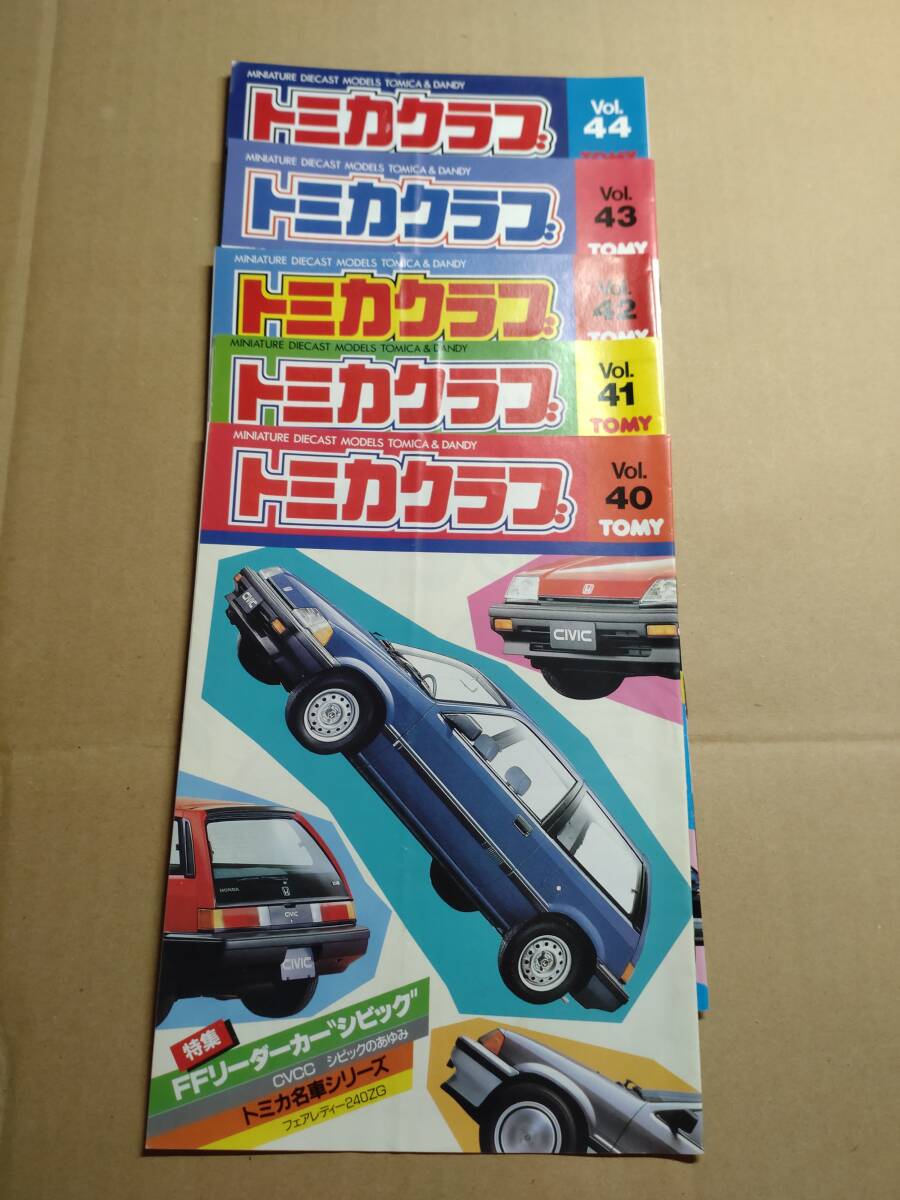 MINIATURE DIECAST MODELS TOMICA & DANDY
トミカクラブ
Vol.
44
TOMY
MINIATURE DIECAST MODELS TOMICA & DANDY
トミカクラブ
Vol.
43
TOMY
MINIATURE DIECAST MODELS TOMICA & DANDY
トミカクラブ
Vol.
42
TOMY
MINIATURE DIECAST MODELS TOMICA & DANDY
トミカクラブ
Vol.
41
TOMY
MINIATURE DIECAST MODELS TOMICA & DANDY
トミカクラブ
Vol.
40
TOMY
CIVIC
CIVIC
HONDA
CIVIC
CIVIC
特集
FFリーダーカー"シビック"
CVCC シビックのあゆみ
トミカ名車シリーズ
フェアレディー240ZG